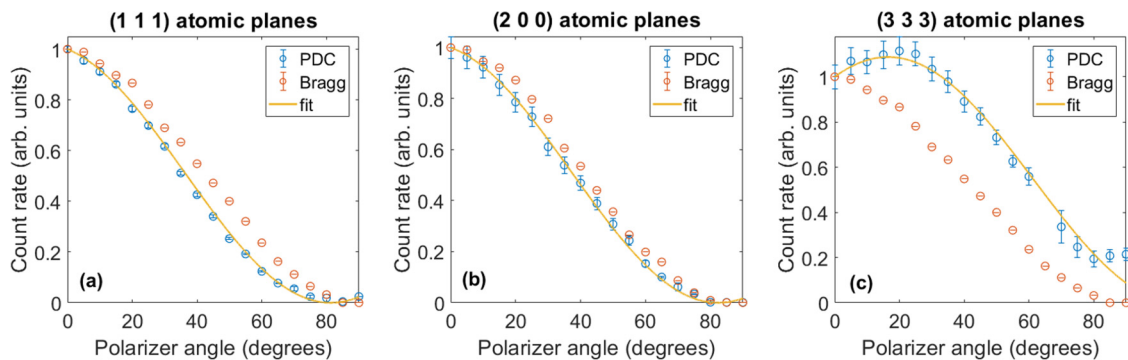 (1 1 1) atomic planes
Count rate (arb. units)
1
0.8
0.6
0.4
0.2
0
PDC
Bragg
fit
(a)
0 20 40 60 80
Polarizer angle (degrees)
(2 0 0) atomic planes
Count rate (arb. units)
1
0.8
0.6
0.4
0.2
0
PDC
Bragg
fit
(b)
0 20 40 60 80
Polarizer angle (degrees)
(3 3 3) atomic planes
Count rate (arb. units)
1
0.8
0.6
0.4
0.2
0
PDC
Bragg
fit
(c)
0 20 40 60 80
Polarizer angle (degrees)